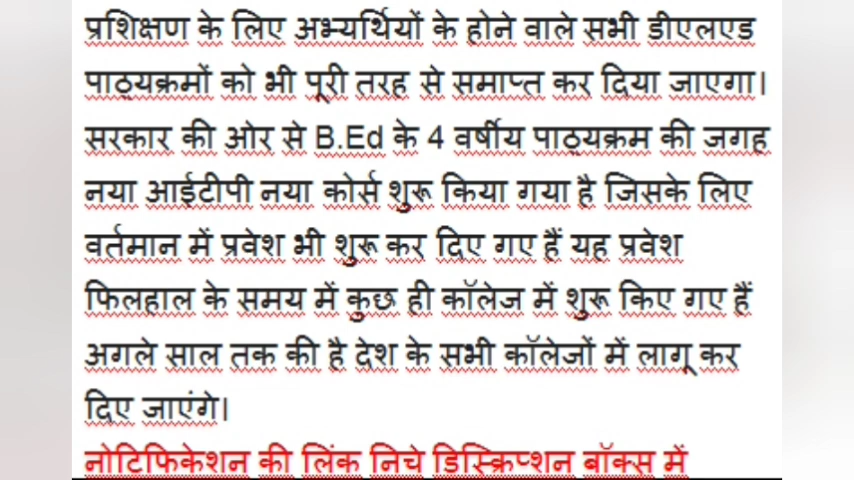 प्रशिक्षण के लिए अभ्यर्थियों के होने वाले सभी डीएलएड
पाठ्यक्रमों को भी पूरी तरह से समाप्त कर दिया जाएगा।
सरकार की ओर से B.Ed के 4 वर्षीय पाठ्यक्रम की जगह
नया आईटीपी नया कोर्स शुरू किया गया है जिसके लिए
वर्तमान में प्रवेश भी शुरू कर दिए गए हैं यह प्रवेश
फिलहाल के समय में कुछ ही कॉलेज में शुरू किए गए हैं
अगले साल तक की है देश के सभी कॉलेजों में लागू कर
दिए जाएंगे।
नोटिफिकेशन की लिंक निचे डिस्क्रिप्शन बॉक्स में